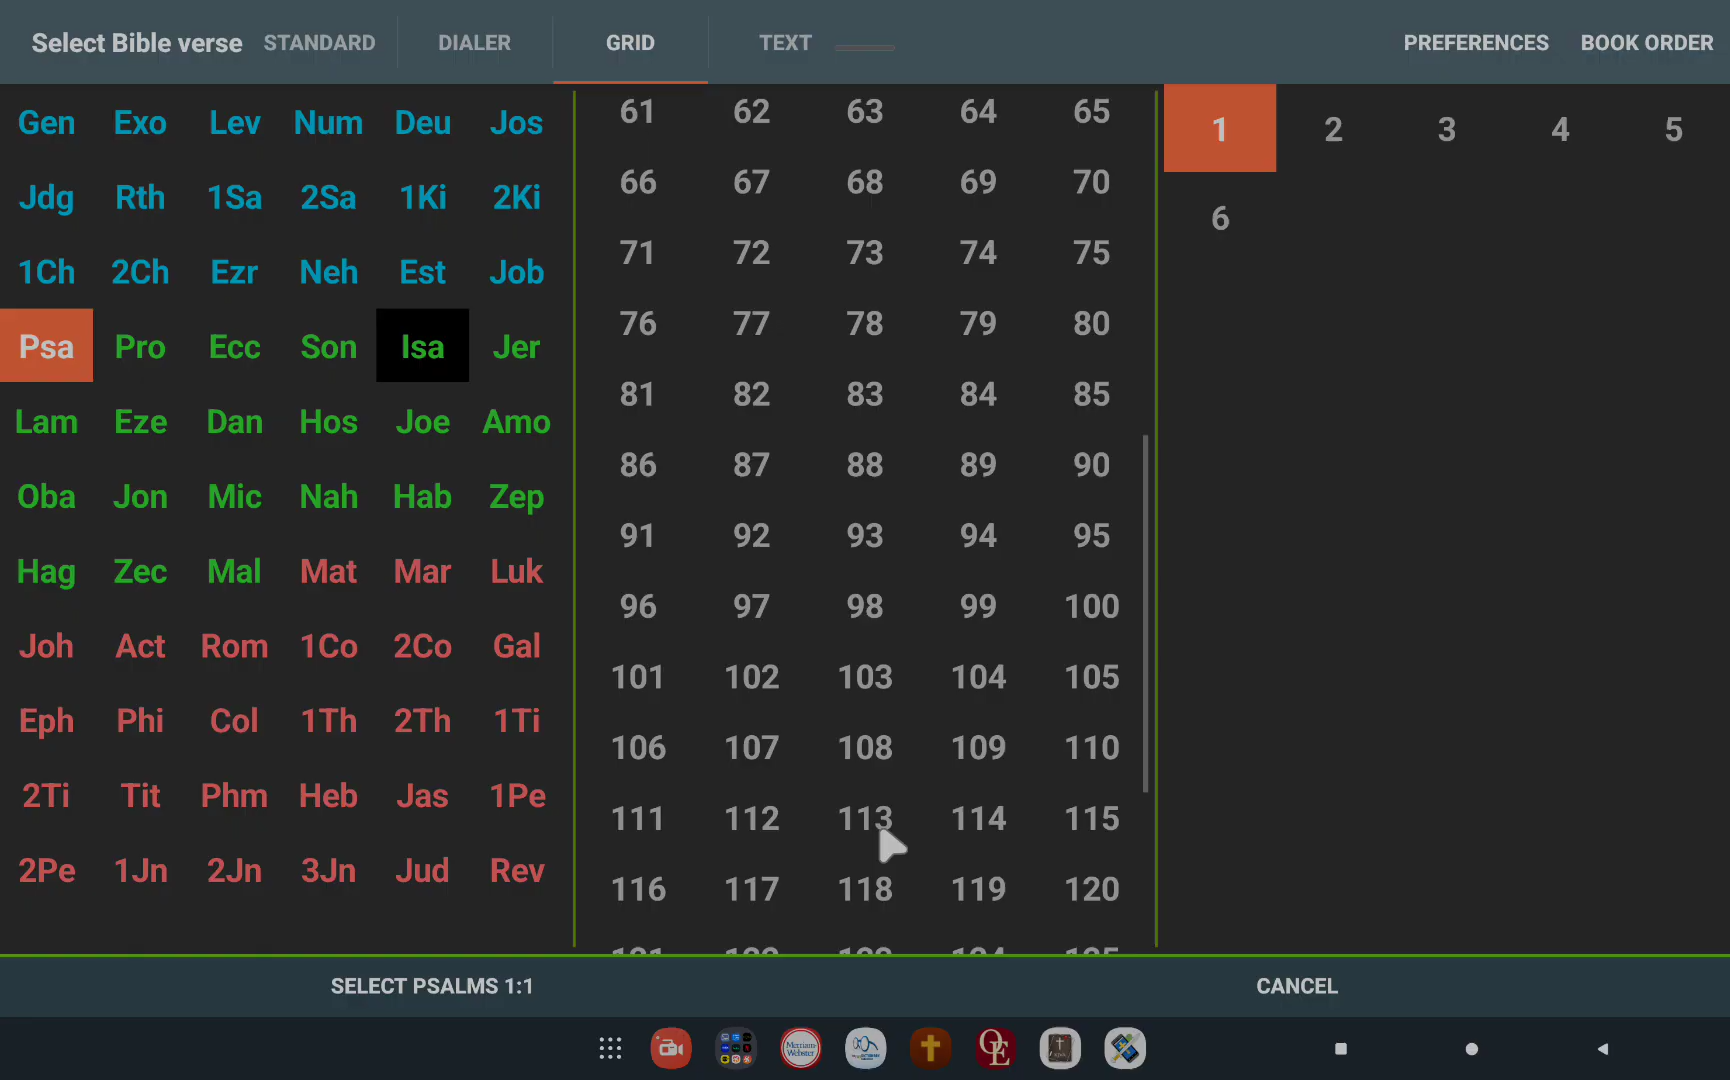 Select Bible verse STANDARD DIALER GRID TEXT PREFERENCES BOOK ORDER
Gen Exo Lev Num Deu Jos
Jdg Rth 1Sa 2Sa 1Ki 2Ki
1Ch 2Ch Ezr Neh Est Job
Psa Pro Ecc Son Isa Jer
Lam Eze Dan Hos Joe Amo
Oba Jon Mic Nah Hab Zep
Hag Zec Mal Mat Mar Luk
Joh Act Rom 1Co 2Co Gal
Eph Phi Col 1Th 2Th 1Ti
2Ti Tit Phm Heb Jas 1Pe
2Pe 1Jn 2Jn 3Jn Jud Rev
61 62 63 64 65
66 67 68 69 70
71 72 73 74 75
76 77 78 79 80
81 82 83 84 85
86 87 88 89 90
91 92 93 94 95
96 97 98 99 100
101 102 103 104 105
106 107 108 109 110
111 112 113 114 115
116 117 118 119 120
1 2 3 4 5
6
SELECT PSALMS 1:1 CANCEL
Merriam-
Webster
OE